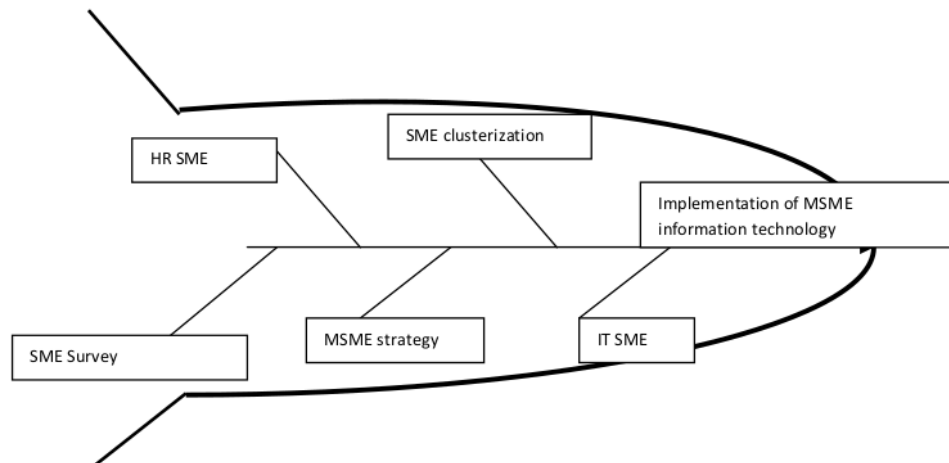 SME clusterization
HR SME
Implementation of MSME
information technology
SME Survey
MSME strategy
IT SME